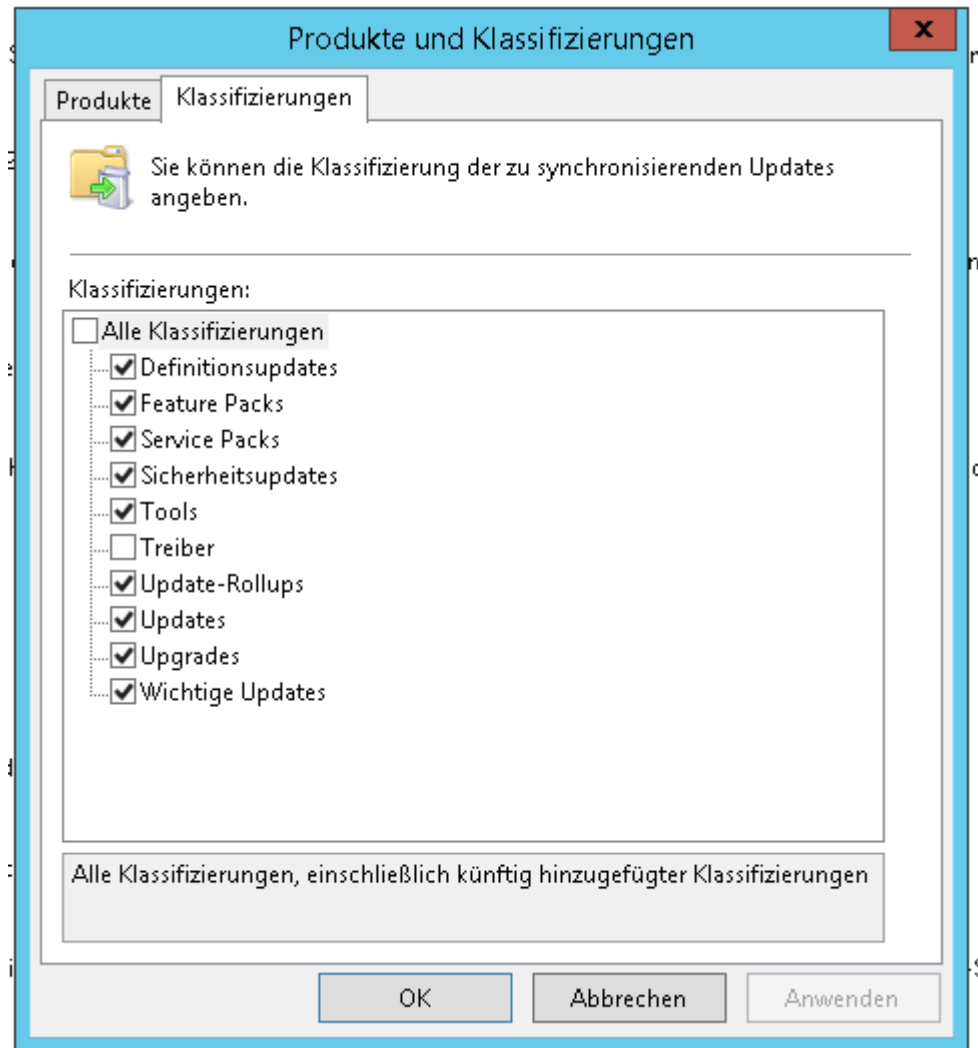 Produkte und Klassifizierungen
x
Produkte
Klassifizierungen
Sie können die Klassifizierung der zu synchronisierenden Updates
angeben.
Klassifizierungen:
Alle Klassifizierungen
Definitionsupdates
Feature Packs
Service Packs
Sicherheitsupdates
Tools
Treiber
Update-Rollups
Updates
Upgrades
Wichtige Updates
Alle Klassifizierungen, einschließlich künftig hinzugefügter Klassifizierungen
OK
Abbrechen
Anwenden